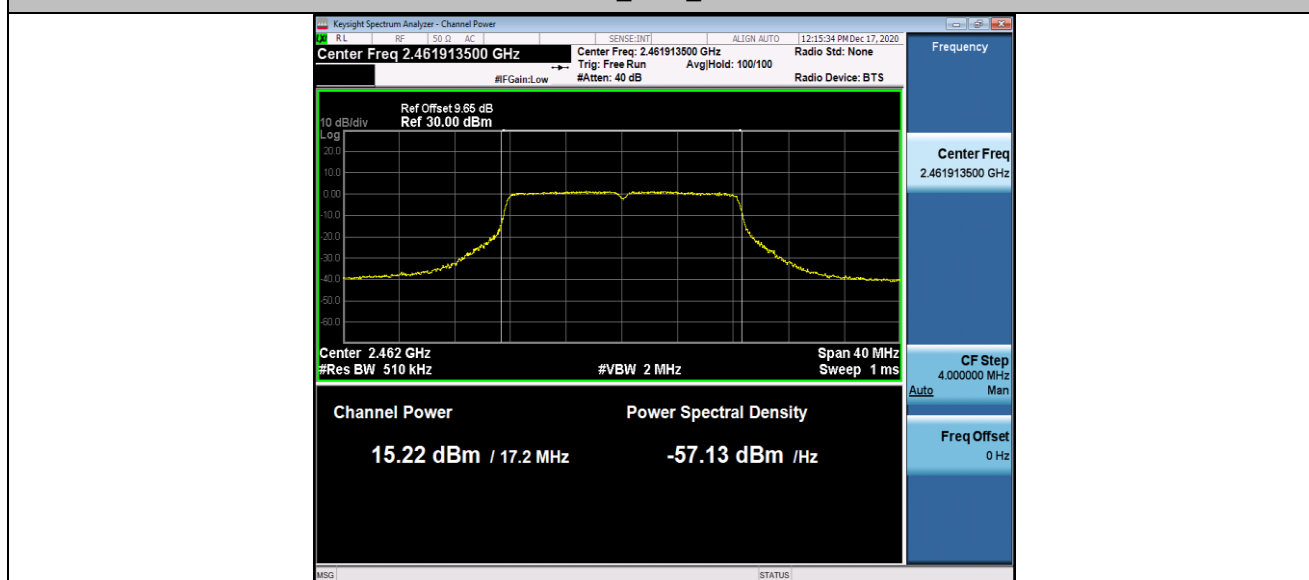 Keysight Spectrum Analyzer - Channel Power
RL RF 50 Ω AC SENSE:INT ALIGN AUTO 12:15:34 PM Dec 17, 2020
Center Freq 2.461913500 GHz
Center Freq: 2.461913500 GHz
Radio Std: None
Trig: Free Run Avg|Hold: 100/100
#IFGain:Low
#Atten: 40 dB
Radio Device: BTS
Frequency
Ref Offset 9.65 dB
10 dB/div Ref 30.00 dBm
Log
20.0
10.0
0.00
-10.0
-20.0
-30.0
-40.0
-50.0
-60.0
Center 2.462 GHz
Span 40 MHz
#Res BW 510 kHz
#VBW 2 MHz
Sweep 1 ms
Channel Power
Power Spectral Density
15.22 dBm / 17.2 MHz
-57.13 dBm /Hz
Center Freq
2.461913500 GHz
CF Step
4.000000 MHz
Auto Man
Freq Offset
0 Hz
MSG
STATUS